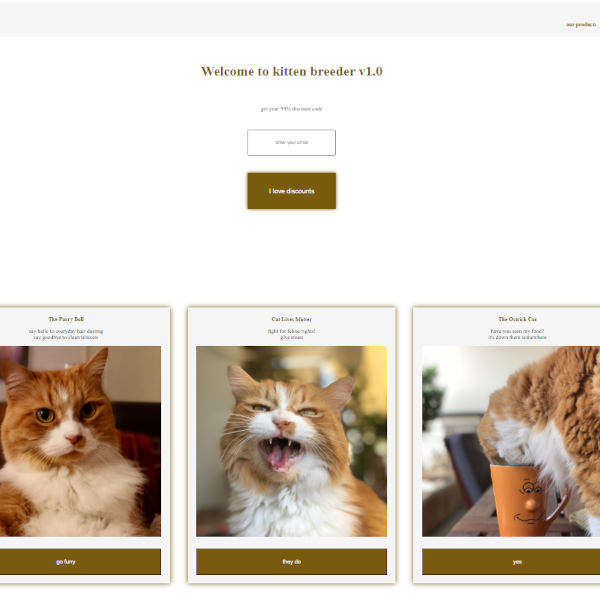 our products
Welcome to kitten breeder v1.0
get your 99% discount code
enter your email
I love discounts
The Furry Ball
say hello to everyday hair dusting
say goodbye to clean trousers
go furry
Cat Lives Matter
fight for feline rights!
give treats
they do
The Ostrich Cat
have you seen my food?
it's down there somewhere
yes